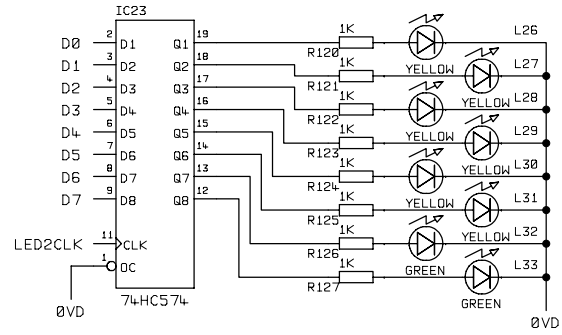 IC23
D0 2 D1 Q1 19 1K L26
R120 YELLOW
D1 3 D2 Q2 18 1K L27
R121 YELLOW
D2 4 D3 Q3 17 1K L28
R122 YELLOW
D3 5 D4 Q4 16 1K L29
R123 YELLOW
D4 6 D5 Q5 15 1K L30
R124 YELLOW
D5 7 D6 Q6 14 1K L31
R125 YELLOW
D6 8 D7 Q7 13 1K L32
R126 GREEN
D7 9 D8 Q8 12 1K L33
R127 GREEN
LED2CLK 11 CLK
1 OC
0VD 74HC574 0VD